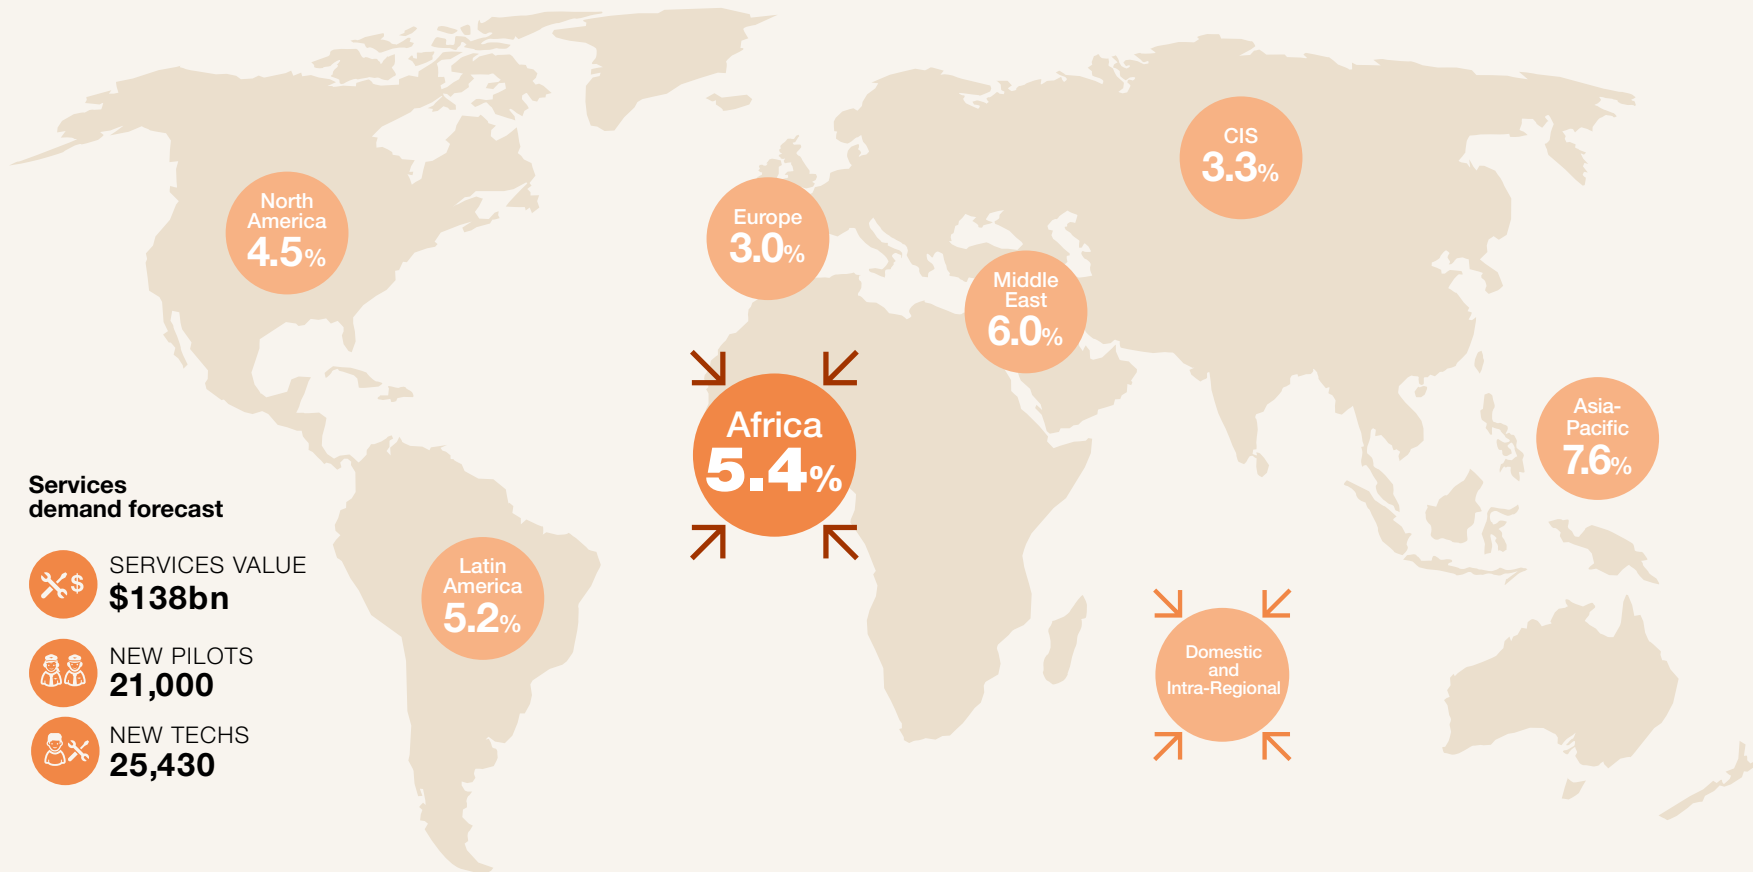 North
America
4.5%
Europe
3.0%
CIS
3.3%
Middle
East
6.0%
Africa
5.4%
Asia-
Pacific
7.6%
Latin
America
5.2%
Domestic
and
Intra-Regional
Services
demand forecast
$
SERVICES VALUE
$138bn
NEW PILOTS
21,000
NEW TECHS
25,430